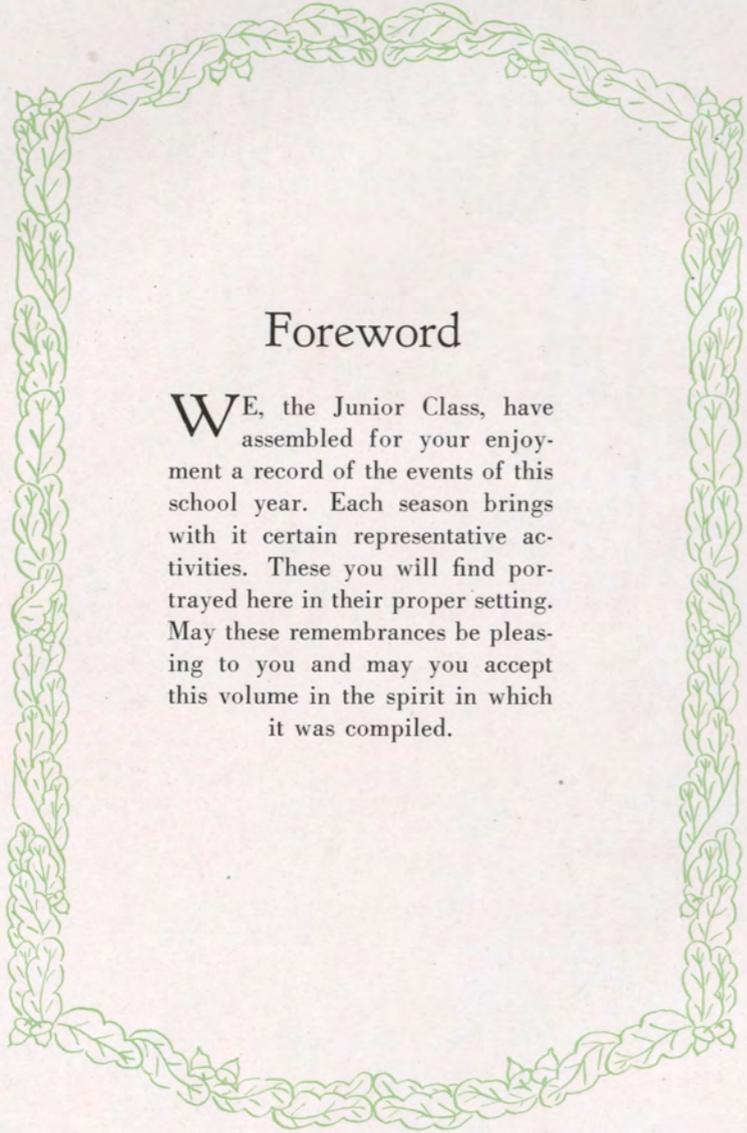 Foreword
WE, the Junior Class, have
assembled for your enjoy-
ment a record of the events of this
school year. Each season brings
with it certain representative ac-
tivities. These you will find por-
trayed here in their proper setting.
May these remembrances be pleas-
ing to you and may you accept
this volume in the spirit in which
it was compiled.